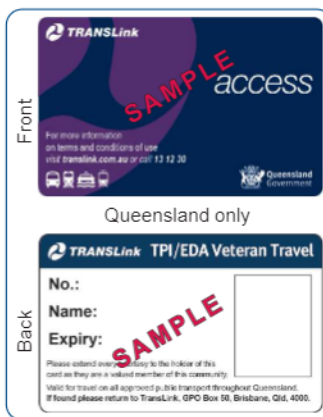 Front
TRANSLink
SAMPLE
access
For more information
on terms and conditions of use
visit translink.com.au or call 13 12 30
Queensland
Government
Queensland only
Back
TRANSLink TPI/EDA Veteran Travel
No.:
Name:
Expiry:
SAMPLE
Please extend every courtesy to the holder of this
card as they are a valued member of this community.
Valid for travel on all approved public transport throughout Queensland.
If found please return to TransLink, GPO Box 50, Brisbane, Qld, 4000.